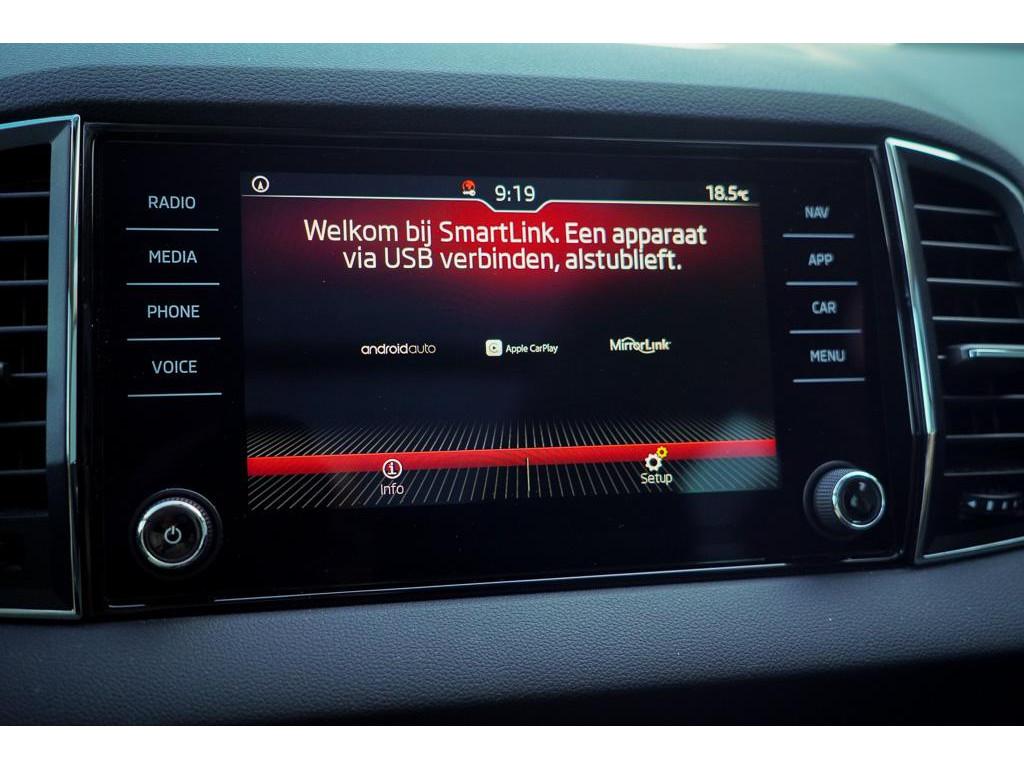 RADIO
MEDIA
PHONE
VOICE
9:19
18.5°C
Welkom bij SmartLink. Een apparaat
via USB verbinden, alstublieft.
androidauto
Apple CarPlay
MirrorLink
Info
Setup
NAV
APP
CAR
MENU